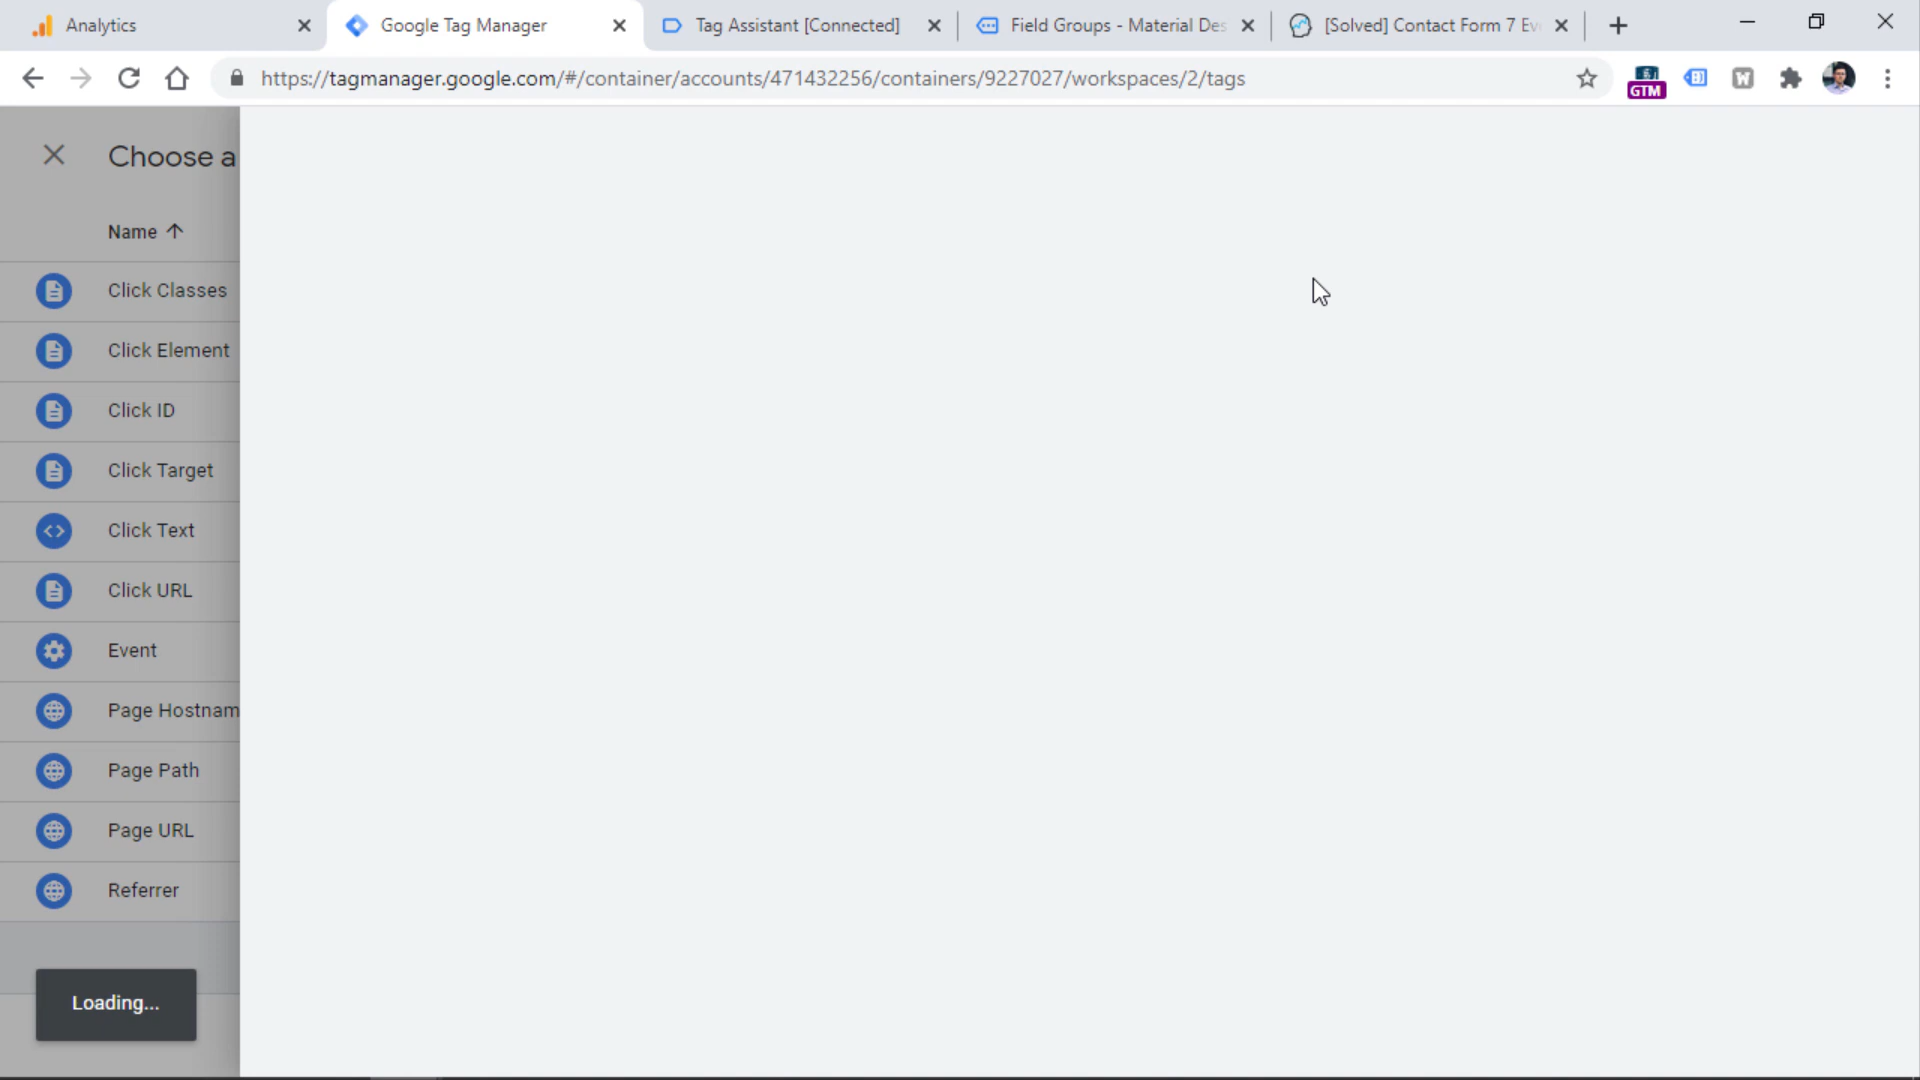 Analytics
Google Tag Manager
Tag Assistant [Connected]
Field Groups - Material Des
[Solved] Contact Form 7 Ev
https://tagmanager.google.com/#/container/accounts/471432256/containers/9227027/workspaces/2/tags
GTM
W
Choose a
Name
Click Classes
Click Element
Click ID
Click Target
Click Text
Click URL
Event
Page Hostnam
Page Path
Page URL
Referrer
Loading...